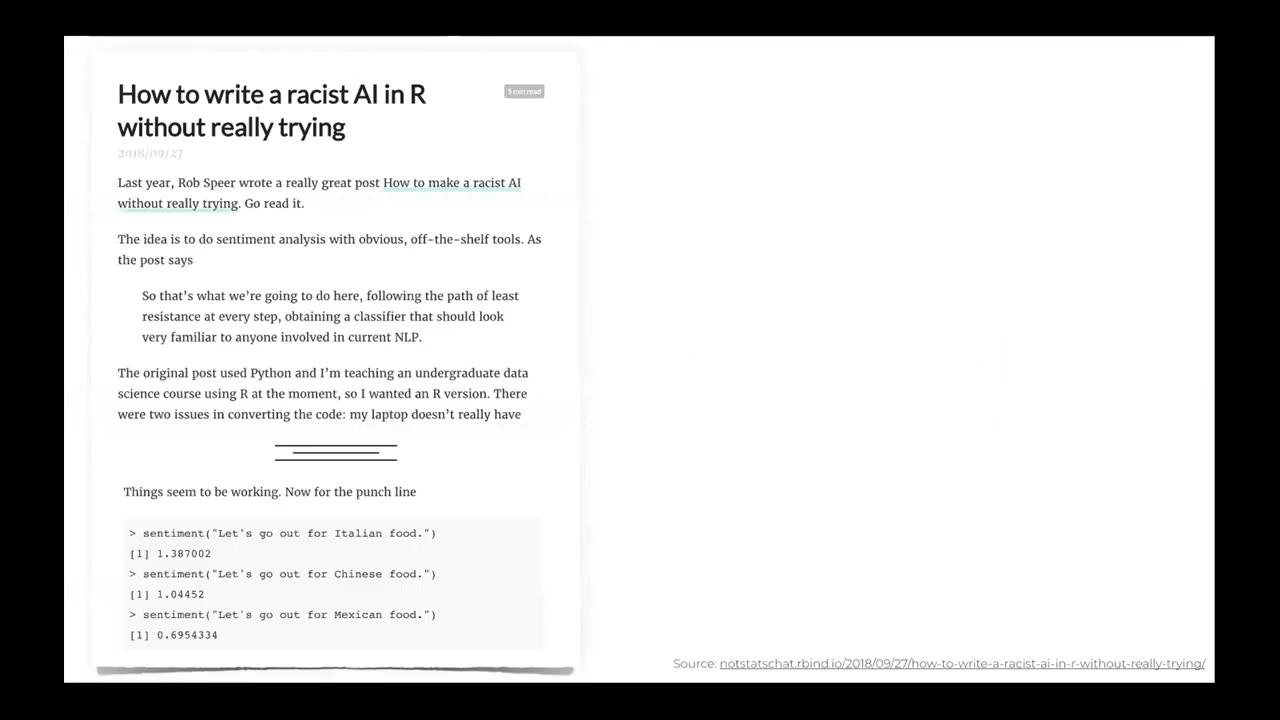 How to write a racist AI in R
without really trying
5 min read
2018/09/27
Last year, Rob Speer wrote a really great post How to make a racist AI
without really trying. Go read it.
The idea is to do sentiment analysis with obvious, off-the-shelf tools. As
the post says
So that's what we're going to do here, following the path of least
resistance at every step, obtaining a classifier that should look
very familiar to anyone involved in current NLP.
The original post used Python and I'm teaching an undergraduate data
science course using R at the moment, so I wanted an R version. There
were two issues in converting the code: my laptop doesn't really have
Things seem to be working. Now for the punch line
> sentiment("Let's go out for Italian food.")
[1] 1.387002
> sentiment("Let's go out for Chinese food.")
[1] 1.04452
> sentiment("Let's go out for Mexican food.")
[1] 0.6954334
Source: notstatschat.rbind.io/2018/09/27/how-to-write-a-racist-ai-in-r-without-really-trying/